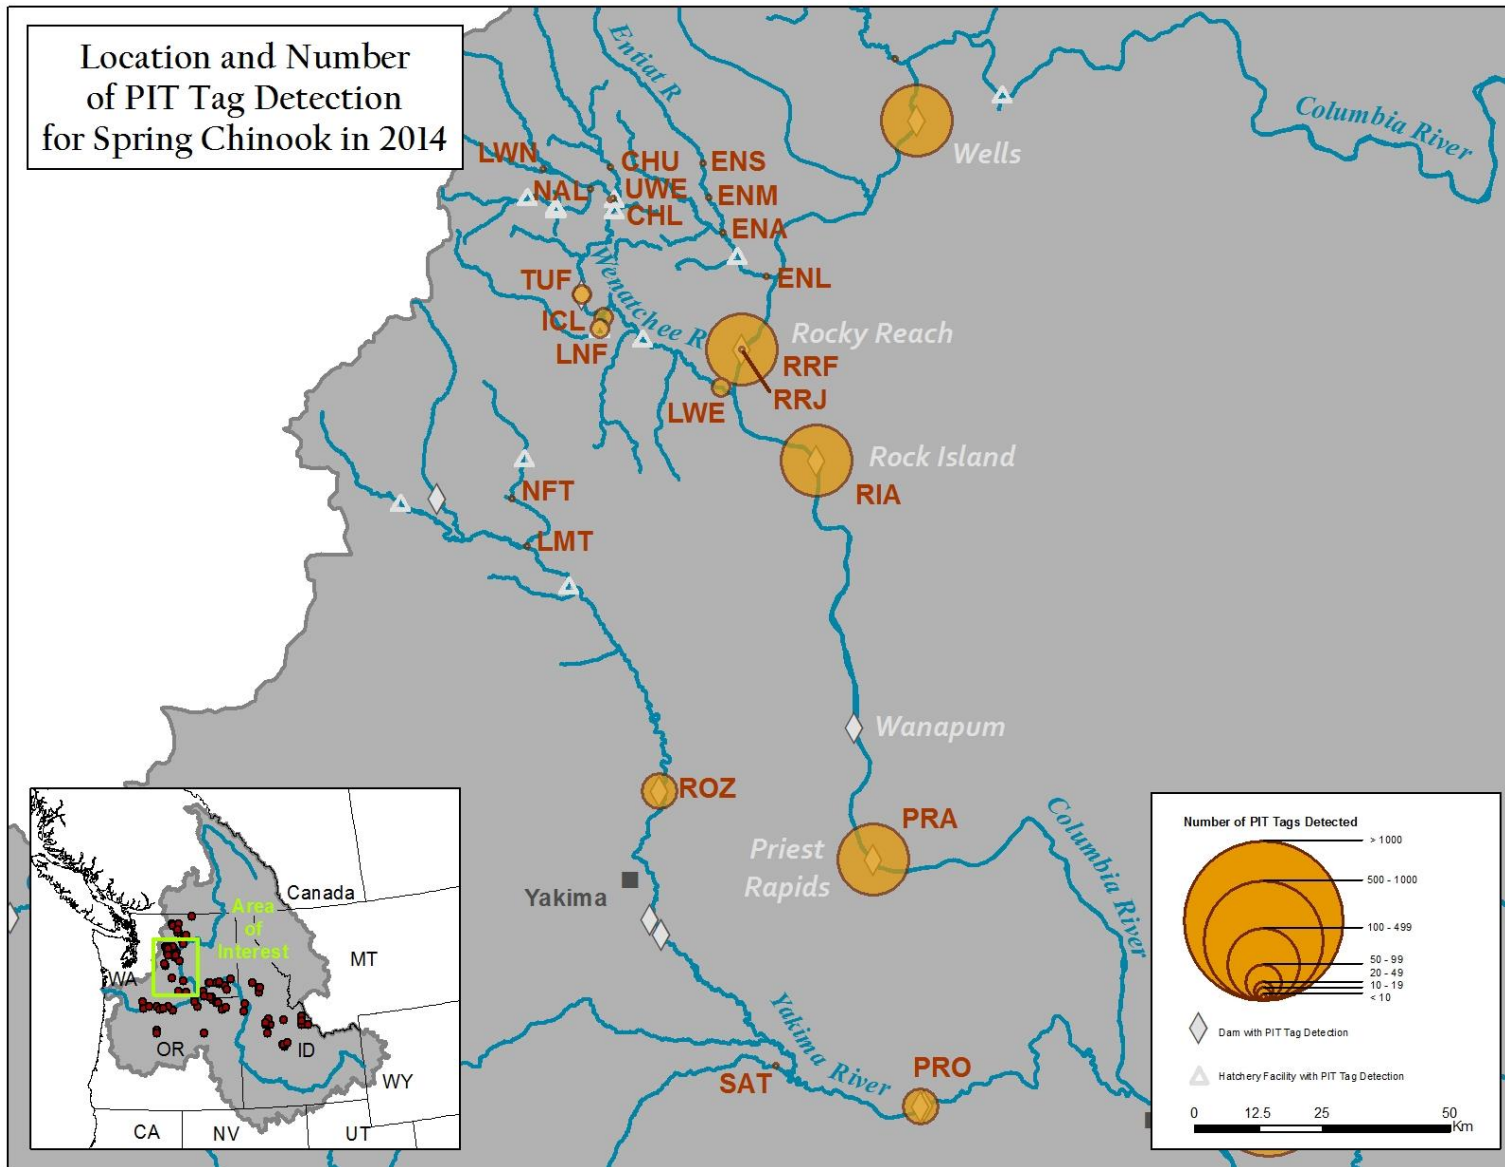 Location and Number
of PIT Tag Detection
for Spring Chinook in 2014
Entiat R
Columbia River
Wells
LWN
CHU
ENS
NAL
UWE
ENM
CHL
ENA
Wenatchee R
TUF
ENL
ICL
Rocky Reach
LNF
RRF
RRJ
LWE
Rock Island
RIA
NFT
LMT
Wanapum
ROZ
PRA
Priest
Rapids
Columbia River
Yakima
Yakima River
SAT
PRO
Canada
Area
of
Interest
WA
MT
OR
ID
WY
CA
NV
UT
Number of PIT Tags Detected
> 1000
500 - 1000
100 - 499
50 - 99
20 - 49
10 - 19
< 10
Dam with PIT Tag Detection
Hatchery Facility with PIT Tag Detection
0 12.5 25 50
Km